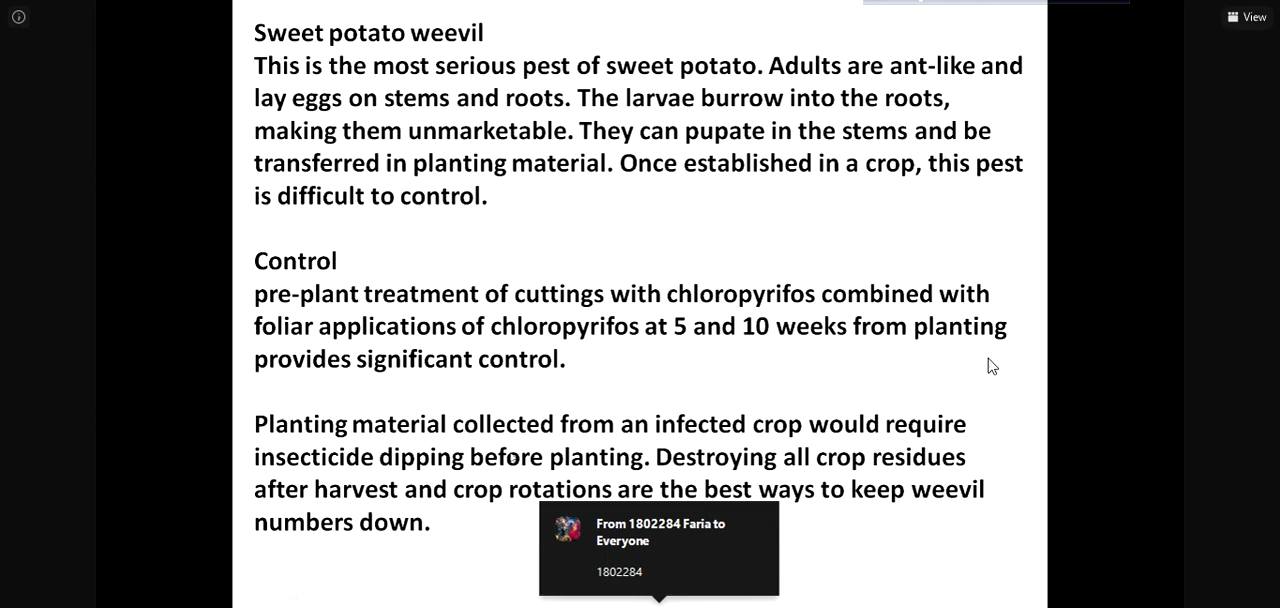 View
Sweet potato weevil
This is the most serious pest of sweet potato. Adults are ant-like and
lay eggs on stems and roots. The larvae burrow into the roots,
making them unmarketable. They can pupate in the stems and be
transferred in planting material. Once established in a crop, this pest
is difficult to control.
Control
pre-plant treatment of cuttings with chloropyrifos combined with
foliar applications of chloropyrifos at 5 and 10 weeks from planting
provides significant control.
Planting material collected from an infected crop would require
insecticide dipping before planting. Destroying all crop residues
after harvest and crop rotations are the best ways to keep weevil
numbers down.
From 1802284 Faria to
Everyone
1802284